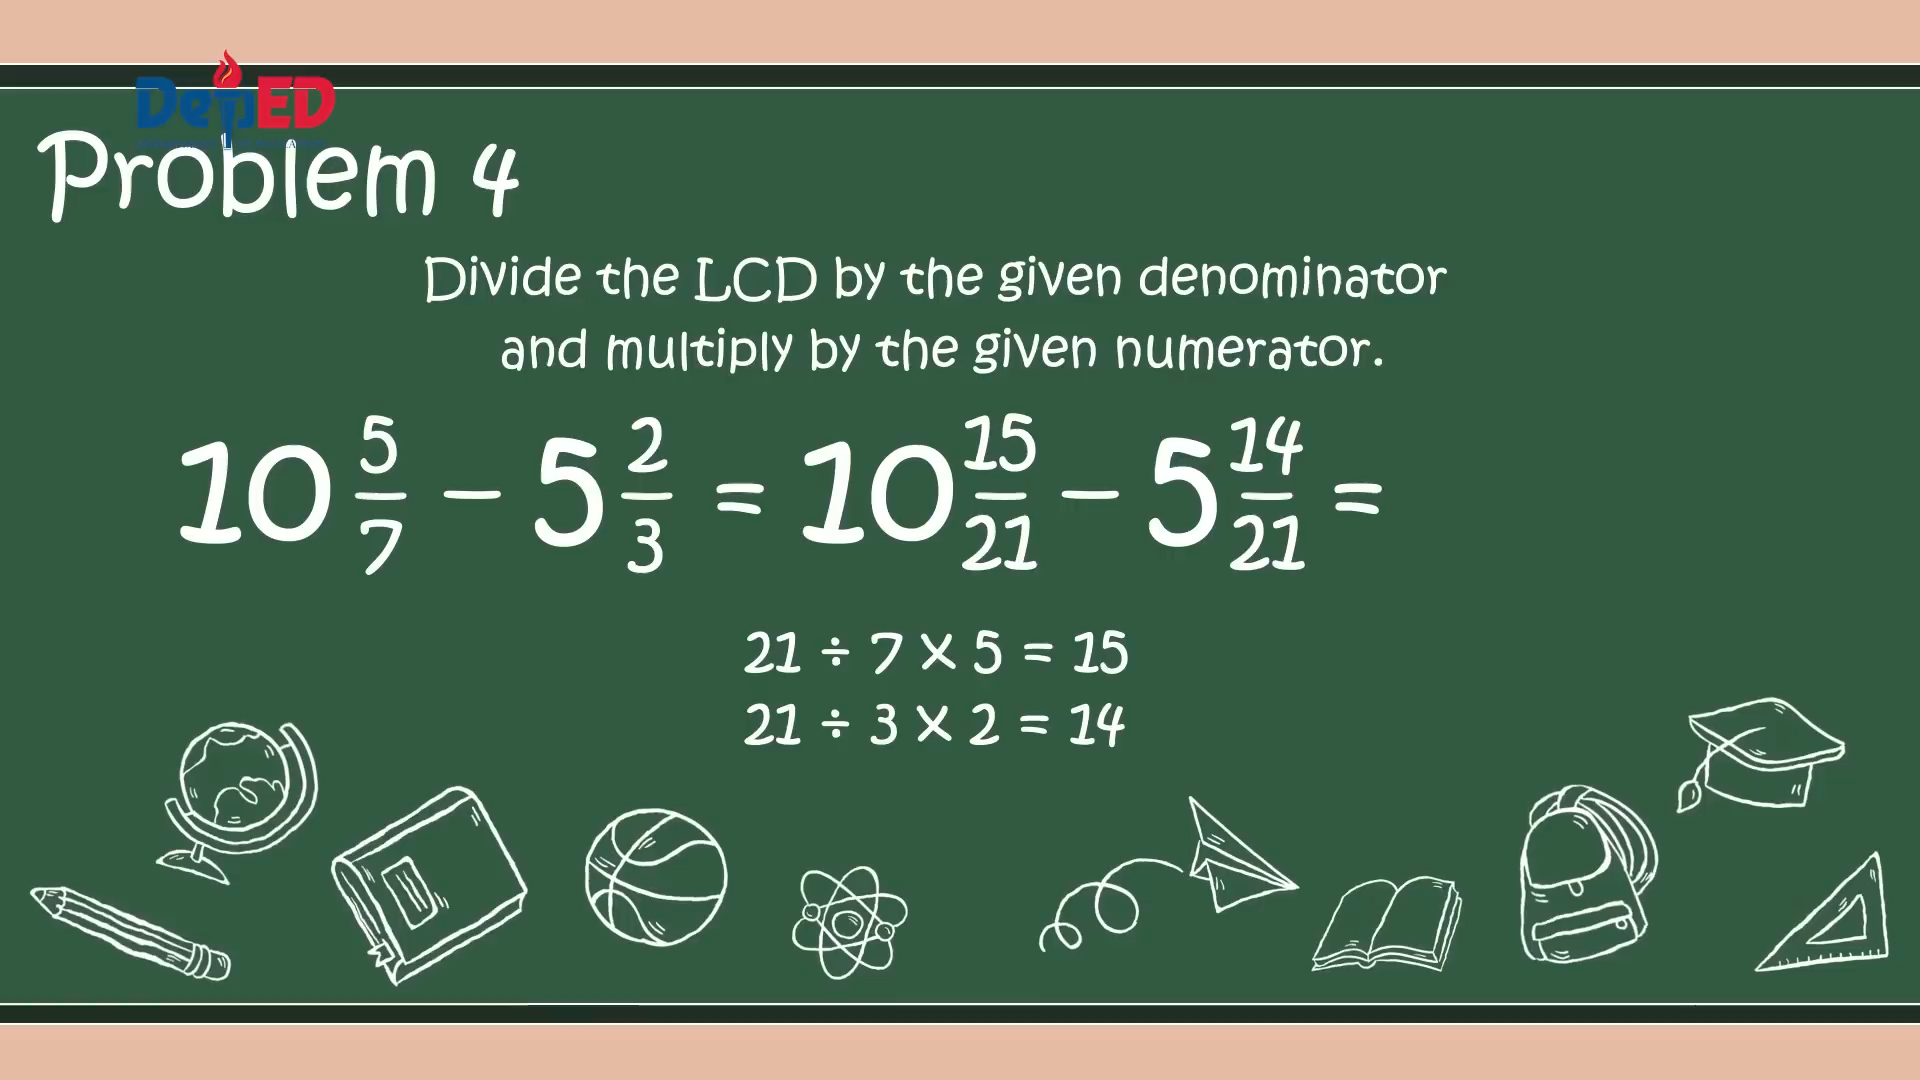 DepED
Problem 4
Divide the LCD by the given denominator
and multiply by the given numerator.
10 5/7 – 5 2/3 = 10 15/21 – 5 14/21 =
21 ÷ 7 X 5 = 15
21 ÷ 3 X 2 = 14